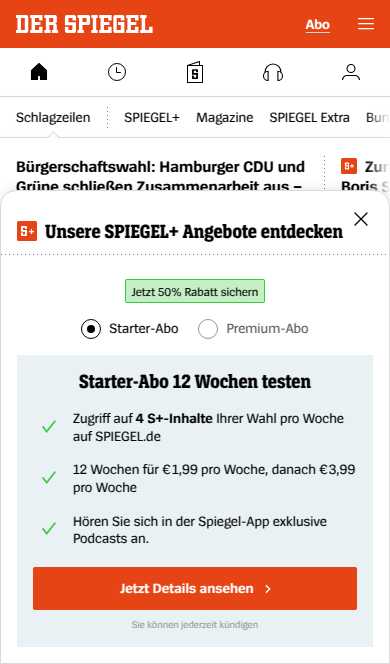 DER SPIEGEL
Abo
Schlagzeilen
SPIEGEL+
Magazine
SPIEGEL Extra
Bürgerschaftswahl: Hamburger CDU und
Grüne schließen Zusammenarbeit aus –
Boris
Unsere SPIEGEL+ Angebote entdecken
Jetzt 50% Rabatt sichern
Starter-Abo
Premium-Abo
Starter-Abo 12 Wochen testen
Zugriff auf 4 S+-Inhalte Ihrer Wahl pro Woche
auf SPIEGEL.de
12 Wochen für €1,99 pro Woche, danach €3,99
pro Woche
Hören Sie sich in der Spiegel-App exklusive
Podcasts an.
Jetzt Details ansehen
Sie können jederzeit kündigen